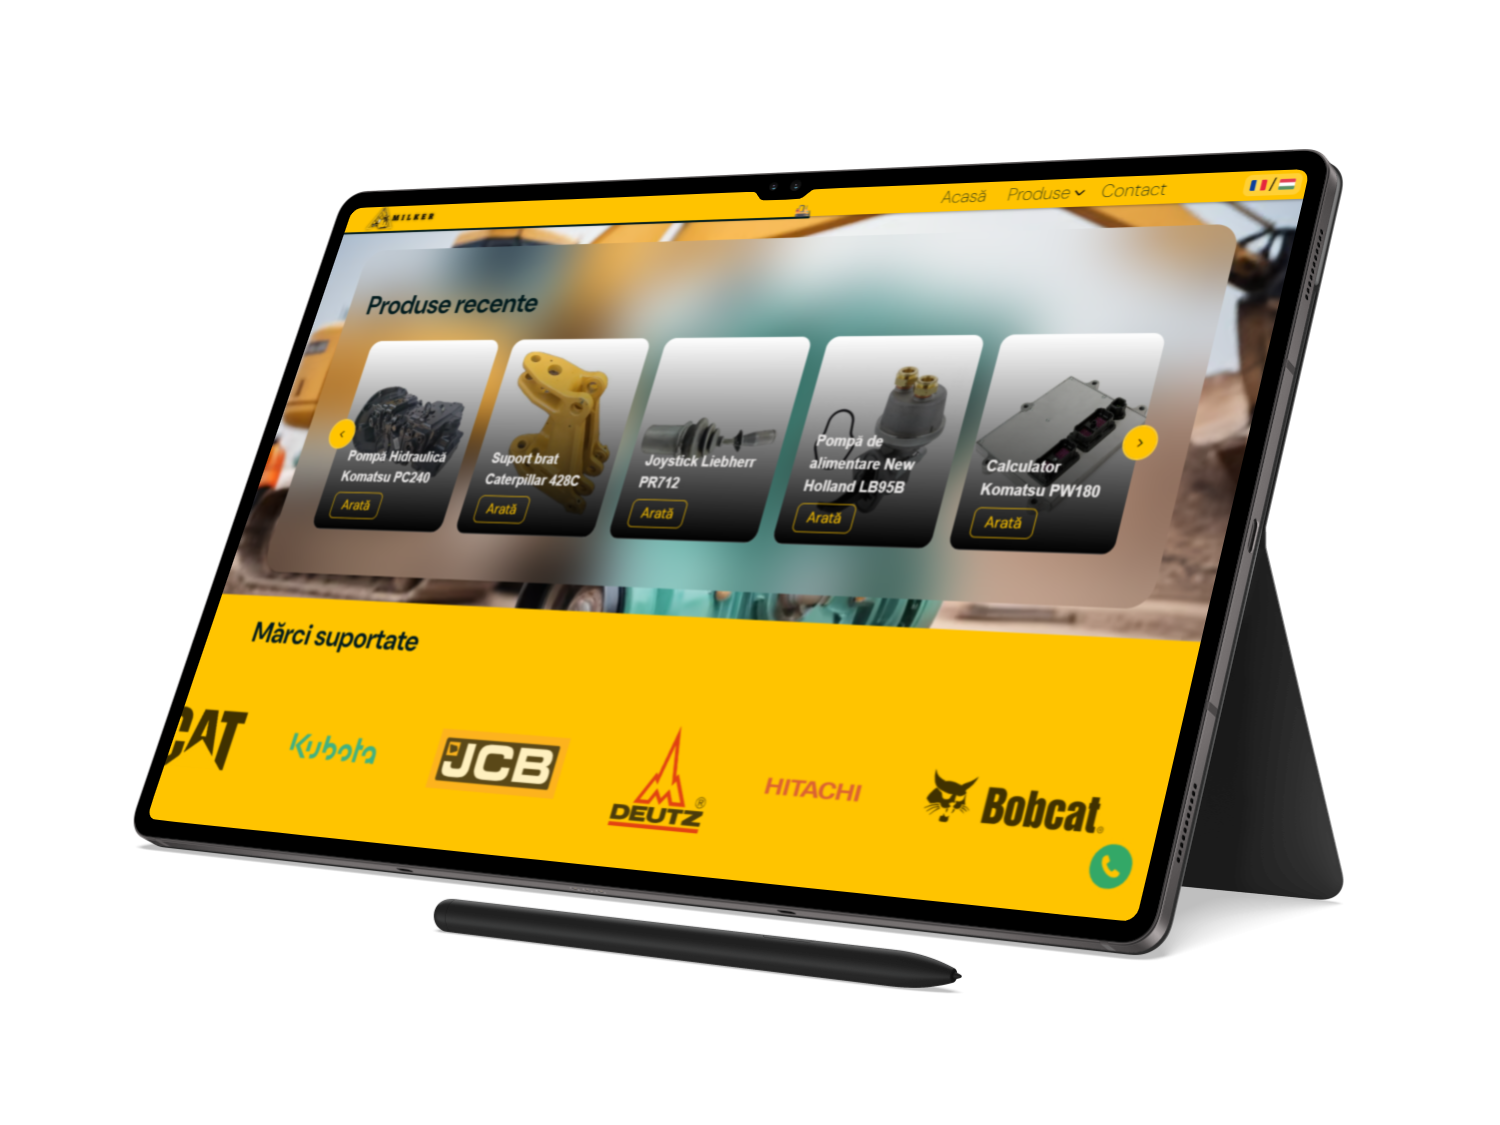 MILKER
Acasă
Produse
Contact
/
Produse recente
Pompă Hidraulică
Komatsu PC240
Arată
Suport brat
Caterpillar 428C
Arată
Joystick Liebherr
PR712
Arată
Pompă de
alimentare New
Holland LB95B
Arată
Calculator
Komatsu PW180
Arată
Mărci suportate
CAT
Kubota
JCB
DEUTZ®
HITACHI
Bobcat®